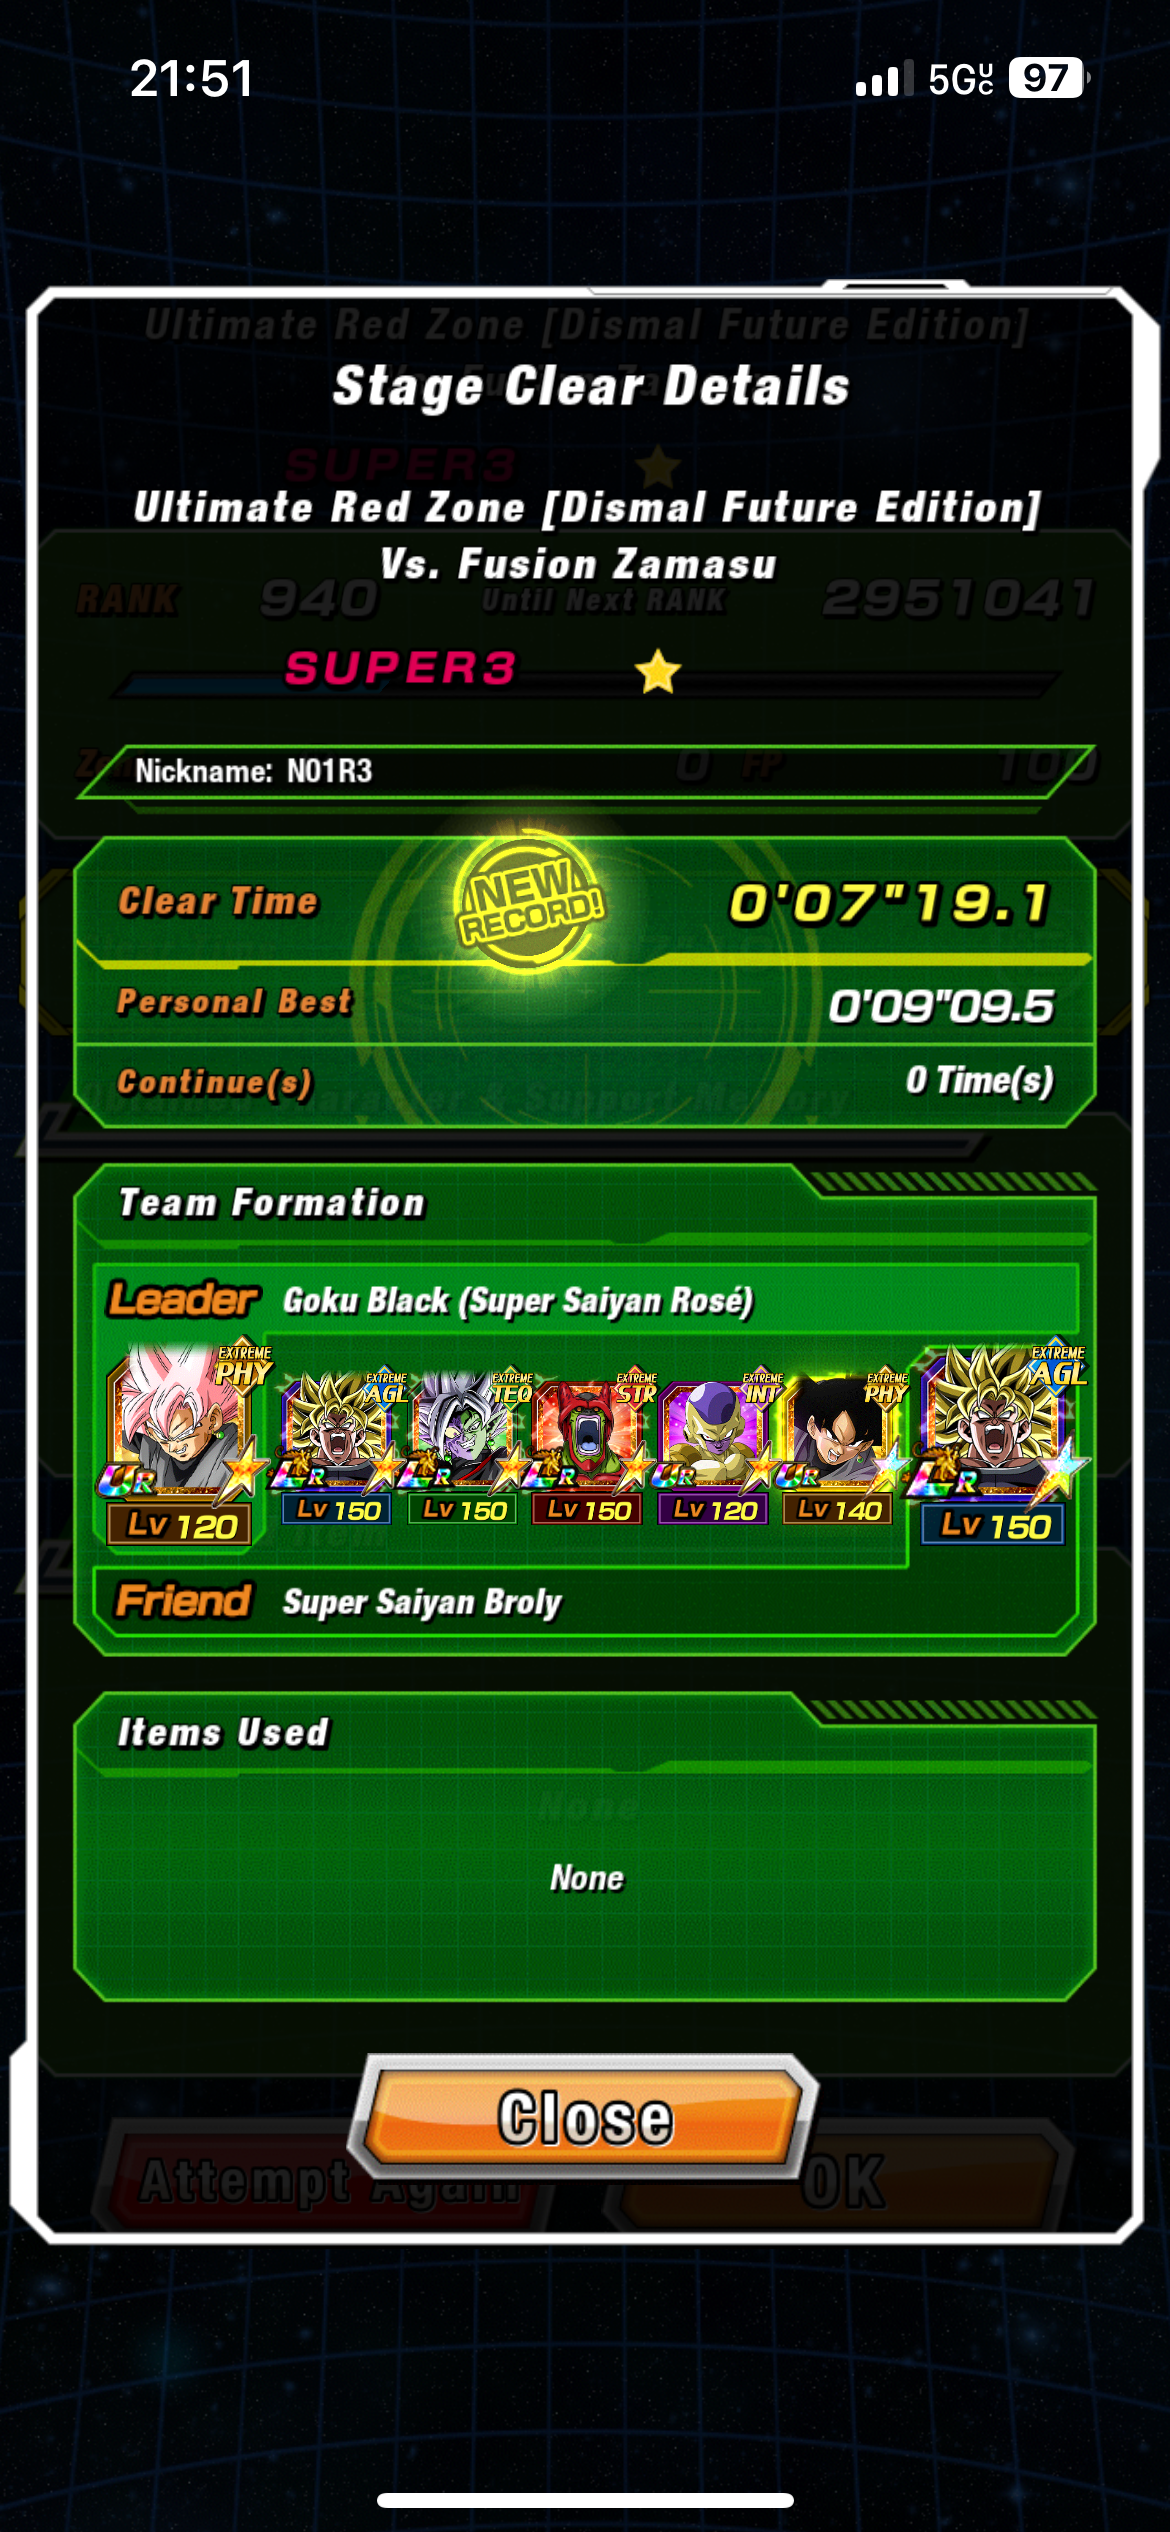 21:51
5GUC 97
Ultimate Red Zone [Dismal Future Edition]
Stage Clear Details
SUPER3
Ultimate Red Zone [Dismal Future Edition]
Vs. Fusion Zamasu
RANK 940 Until Next RANK 2951041
SUPER3
Nickname: N01R3
0 FP 100
Clear Time NEW RECORD! 0'07"19.1
Personal Best 0'09"09.5
Continue(s) 0 Time(s)
Team Formation
Leader Goku Black (Super Saiyan Rosé)
EXTREME PHY UR Lv 120
EXTREME AGL LR Lv 150
EXTREME TEQ LR Lv 150
EXTREME STR LR Lv 150
EXTREME INT UR Lv 120
EXTREME PHY UR Lv 140
EXTREME AGL LR Lv 150
Friend Super Saiyan Broly
Items Used
None
None
Close
Attempt Again OK